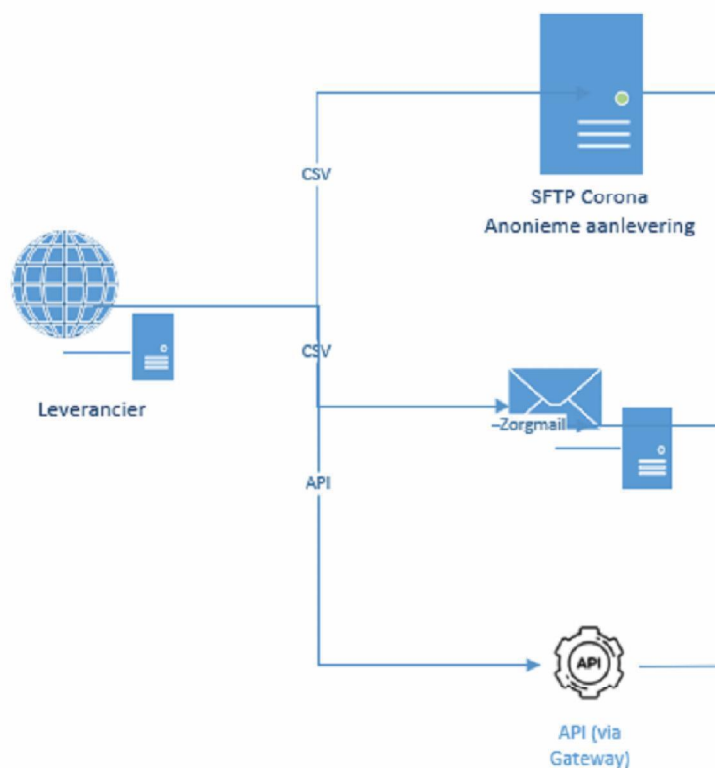 CSV
SFTP Corona
Anonieme aanlevering
CSV
Leverancier
Zorgmail
API
API
API (via
Gateway)